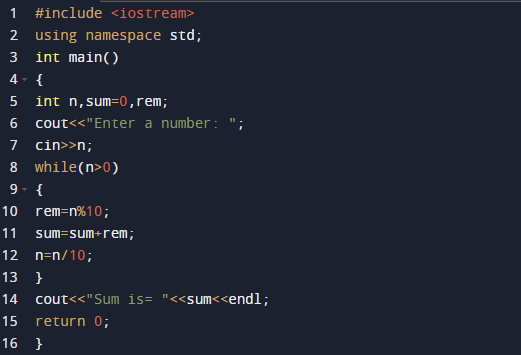 1 #include <iostream>
2 using namespace std;
3 int main()
4 {
5 int n,sum=0,rem;
6 cout<<"Enter a number: ";
7 cin>>n;
8 while(n>0)
9 {
10 rem=n%10;
11 sum=sum+rem;
12 n=n/10;
13 }
14 cout<<"Sum is= "<<sum<<endl;
15 return 0;
16 }